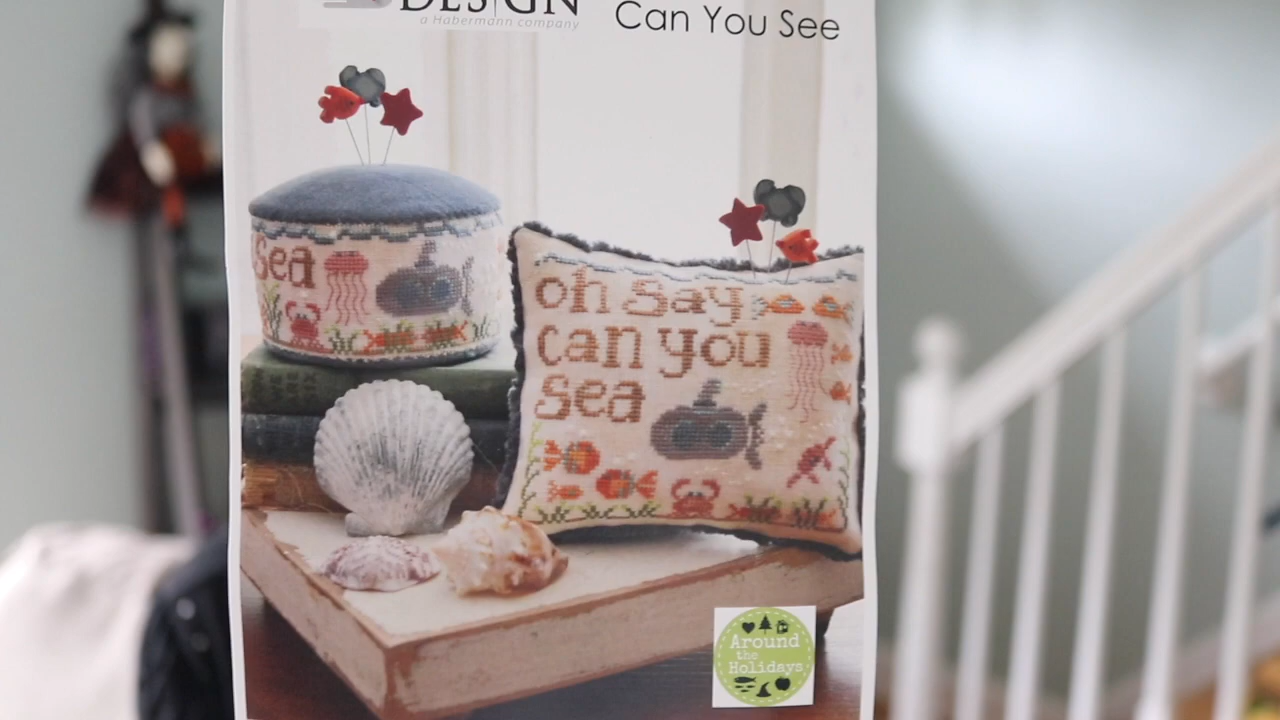 DESIGN
a Habermann company
Can You See
Sea
oh say
can you
sea
Around
the
Holidays